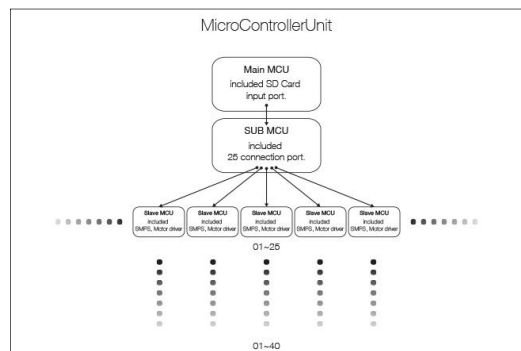 MicroControllerUnit
Main MCU
included SD Card
input port.
SUB MCU
included
25 connection port.
Slave MCU
included
SMPS, Motor driver
Slave MCU
included
SMPS, Motor driver
Slave MCU
included
SMPS, Motor driver
Slave MCU
included
SMPS, Motor driver
Slave MCU
included
SMPS, Motor driver
01~25
01~40